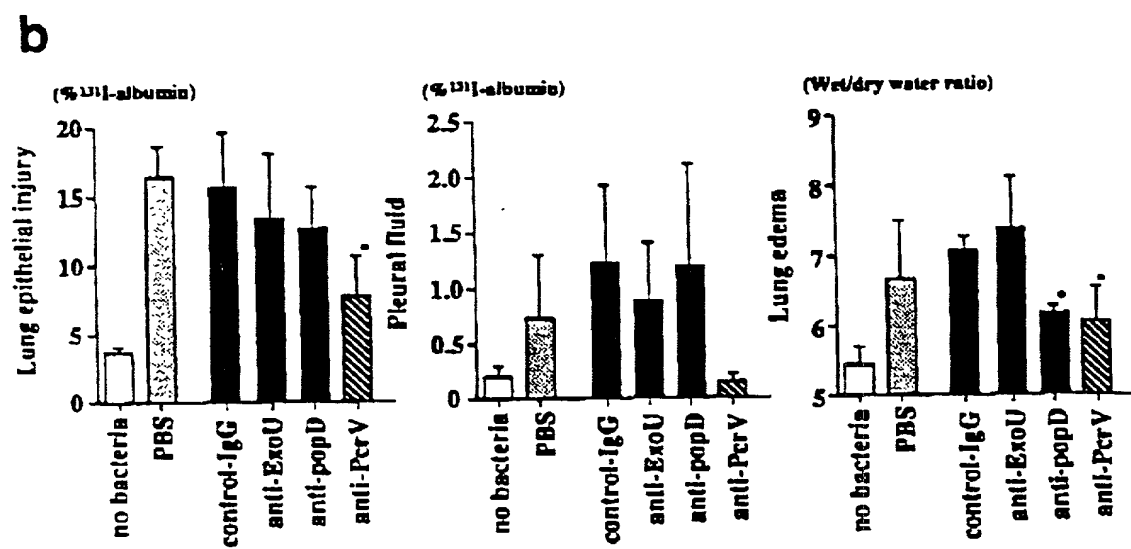 b
(% ¹³¹I-albumin)
Lung epithelial injury
20
15
10
5
0
no bacteria
PBS
control-IgG
anti-ExoU
anti-popD
anti-PcrV
(% ¹³¹I-albumin)
Pleural fluid
2.5
2.0
1.5
1.0
0.5
0
no bacteria
PBS
control-IgG
anti-ExoU
anti-popD
anti-PcrV
(Wet/dry water ratio)
Lung edema
9
8
7
6
5
no bacteria
PBS
control-IgG
anti-ExoU
anti-popD
anti-PcrV